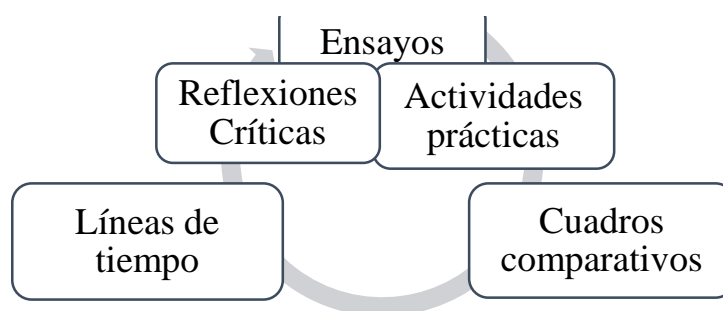 Ensayos
Reflexiones
Críticas
Actividades
prácticas
Líneas de
tiempo
Cuadros
comparativos